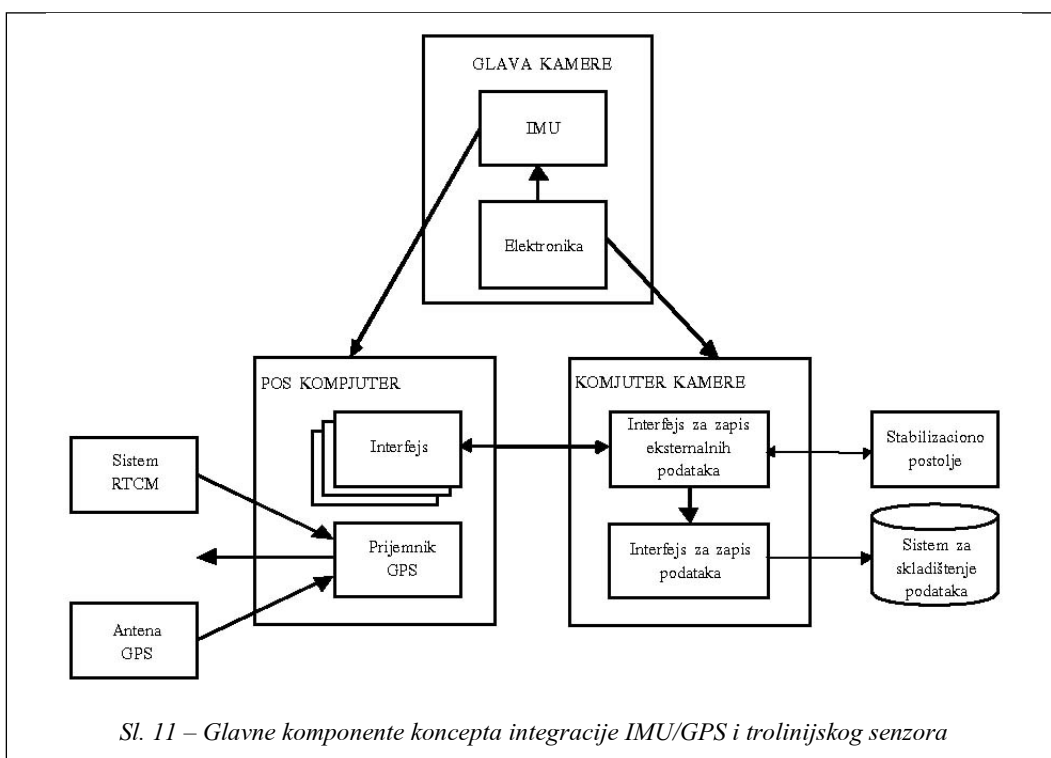 GLAVA KAMERE
IMU
Elektronika
POS KOMPJUTER
Interfejs
Prijemnik
GPS
KOMJUTER KAMERE
Interfejs za zapis
eksternalnih
podataka
Interfejs za zapis
podataka
Sistem
RTCM
Antena
GPS
Stabilizaciono
postolje
Sistem za
skladištenje
podataka
Sl. 11 – Glavne komponente koncepta integracije IMU/GPS i trolinijskog senzora